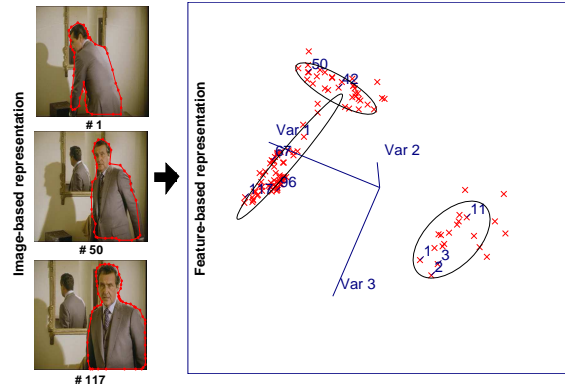 Image-based representation
# 1
# 50
# 117
Feature-based representation
50
42
Var 1
67
Var 2
117
96
11
1
3
2
Var 3